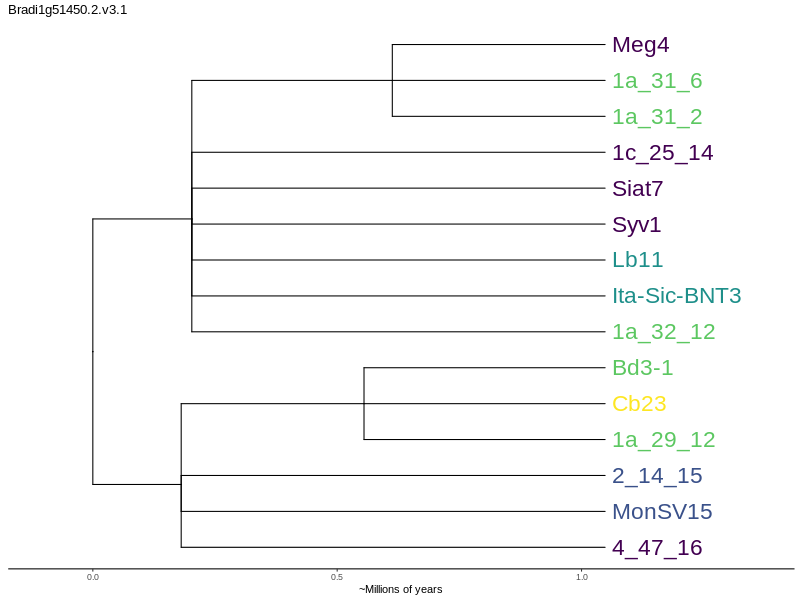 Bradi1g51450.2.v3.1
Meg4
1a_31_6
1a_31_2
1c_25_14
Siat7
Syv1
Lb11
Ita-Sic-BNT3
1a_32_12
Bd3-1
Cb23
1a_29_12
2_14_15
MonSV15
4_47_16
0.0 0.5 1.0
~Millions of years